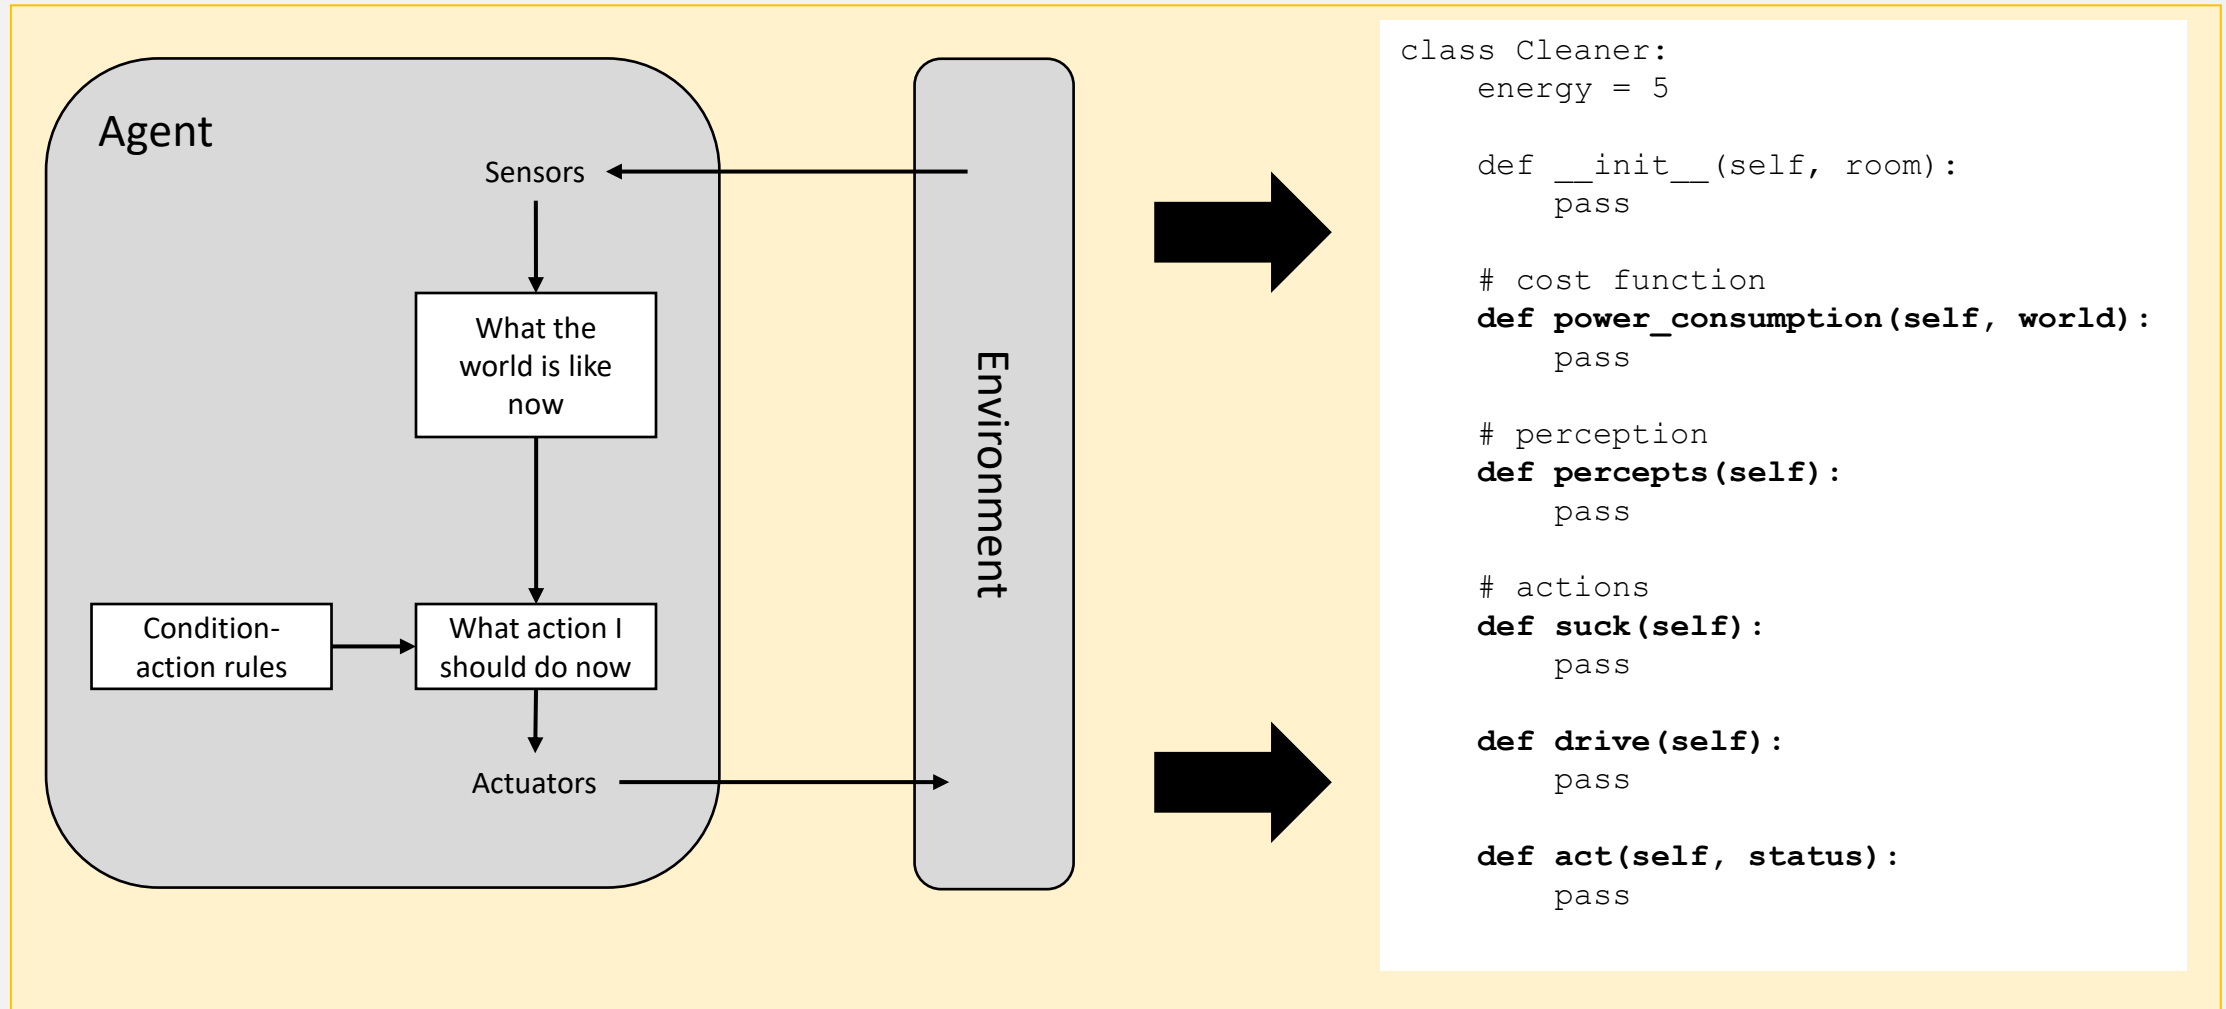 Agent
Sensors
What the
world is like
now
Condition-
action rules
What action I
should do now
Actuators
Environment
class Cleaner:
    energy = 5
    def __init__(self, room):
        pass
    # cost function
    def power_consumption(self, world):
        pass
    # perception
    def percepts(self):
        pass
    # actions
    def suck(self):
        pass
    def drive(self):
        pass
    def act(self, status):
        pass